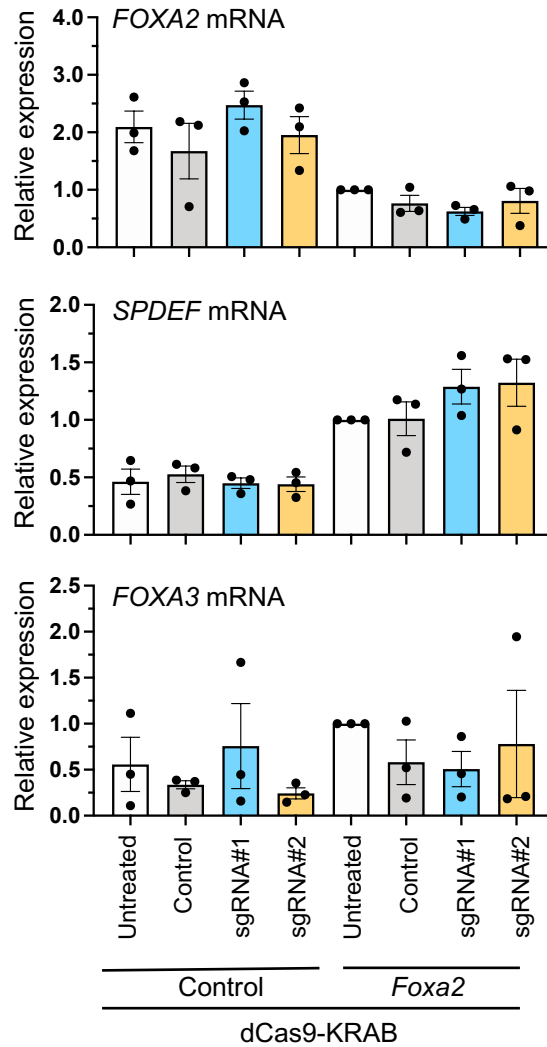 FOXA2 mRNA
Relative expression
4.0
3.0
2.0
1.0
0.0
SPDEF mRNA
Relative expression
2.0
1.5
1.0
0.5
0.0
FOXA3 mRNA
Relative expression
2.5
2.0
1.5
1.0
0.5
0.0
Untreated
Control
sgRNA#1
sgRNA#2
Untreated
Control
sgRNA#1
sgRNA#2
Control
Foxa2
dCas9-KRAB